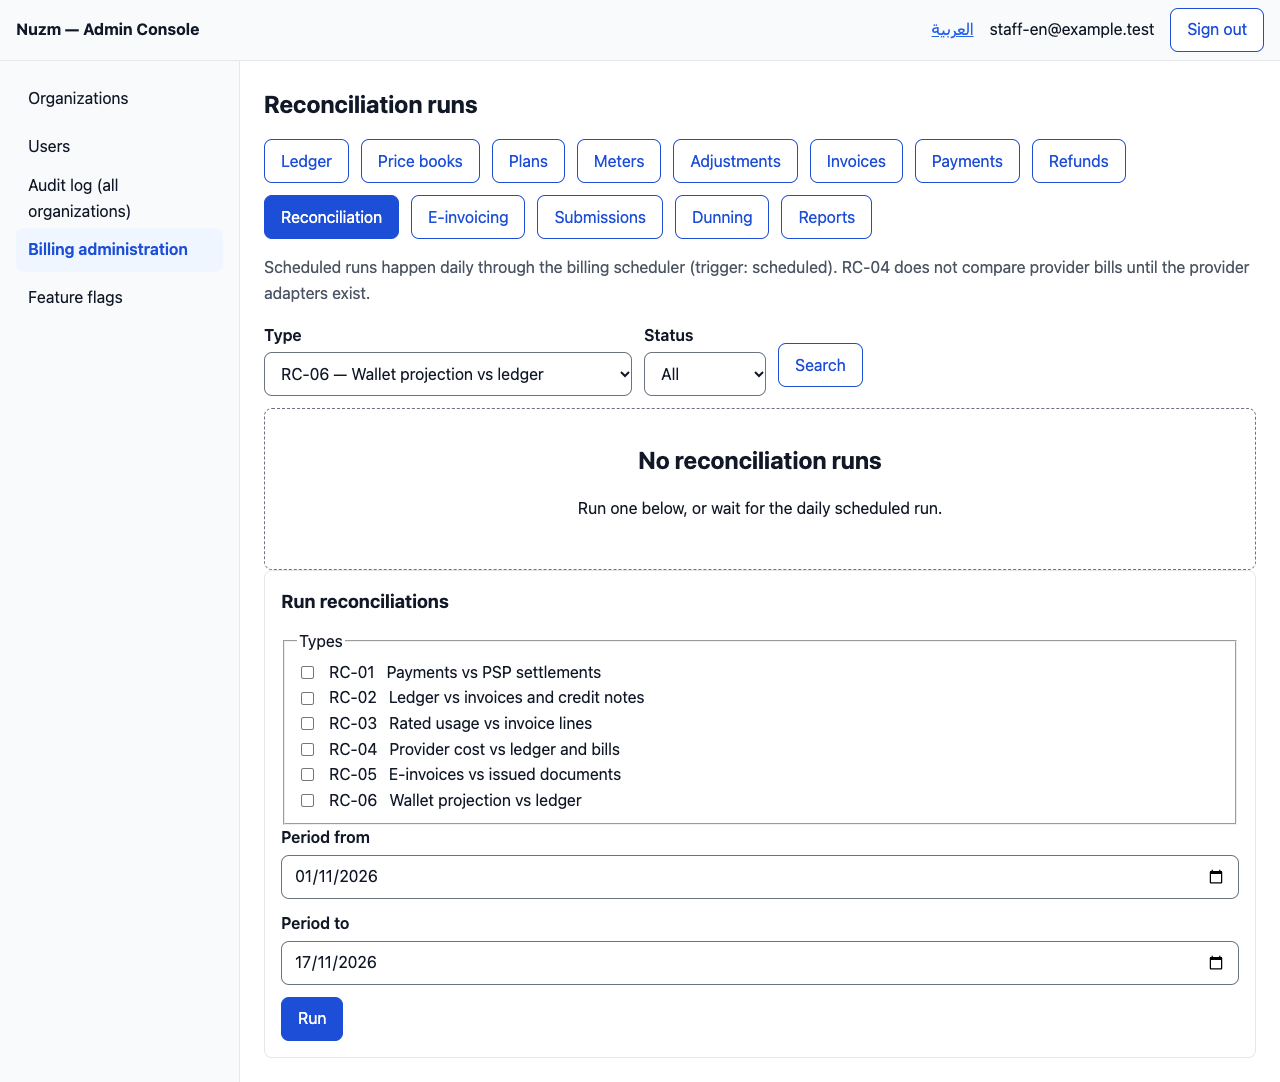 Nuzm — Admin Console
العربية
staff-en@example.test
Sign out
Organizations
Users
Audit log (all
organizations)
Billing administration
Feature flags
Reconciliation runs
Ledger
Price books
Plans
Meters
Adjustments
Invoices
Payments
Refunds
Reconciliation
E-invoicing
Submissions
Dunning
Reports
Scheduled runs happen daily through the billing scheduler (trigger: scheduled). RC-04 does not compare provider bills until the provider
adapters exist.
Type
Status
RC-06 — Wallet projection vs ledger
All
Search
No reconciliation runs
Run one below, or wait for the daily scheduled run.
Run reconciliations
Types
RC-01 Payments vs PSP settlements
RC-02 Ledger vs invoices and credit notes
RC-03 Rated usage vs invoice lines
RC-04 Provider cost vs ledger and bills
RC-05 E-invoices vs issued documents
RC-06 Wallet projection vs ledger
Period from
01/11/2026
Period to
17/11/2026
Run